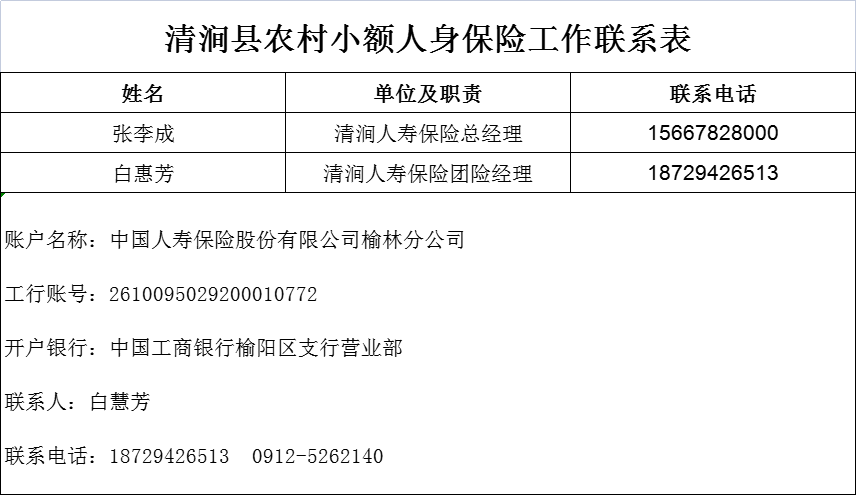 清涧县农村小额人身保险工作联系表
姓名 单位及职责 联系电话
张李成 清涧人寿保险总经理 15667828000
白惠芳 清涧人寿保险团险经理 18729426513
账户名称：中国人寿保险股份有限公司榆林分公司
工行账号：2610095029200010772
开户银行：中国工商银行榆阳区支行营业部
联系人：白慧芳
联系电话：18729426513 0912-5262140